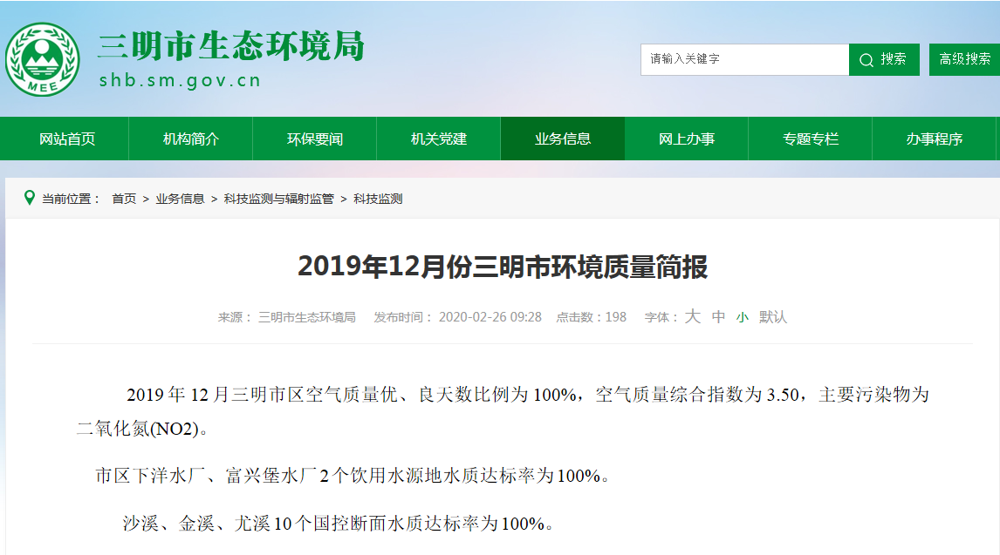 三明市生态环境局
shb.sm.gov.cn
MEE
请输入关键字
搜索
高级搜索
网站首页
机构简介
环保要闻
机关党建
业务信息
网上办事
专题专栏
办事程序
当前位置： 首页 > 业务信息 > 科技监测与辐射监管 > 科技监测
2019年12月份三明市环境质量简报
来源： 三明市生态环境局 发布时间： 2020-02-26 09:28 点击数：198 字体： 大 中 小 默认
2019 年 12 月三明市区空气质量优、良天数比例为 100%，空气质量综合指数为 3.50，主要污染物为
二氧化氮(NO2)。
市区下洋水厂、富兴堡水厂 2 个饮用水源地水质达标率为 100%。
沙溪、金溪、尤溪 10 个国控断面水质达标率为 100%。